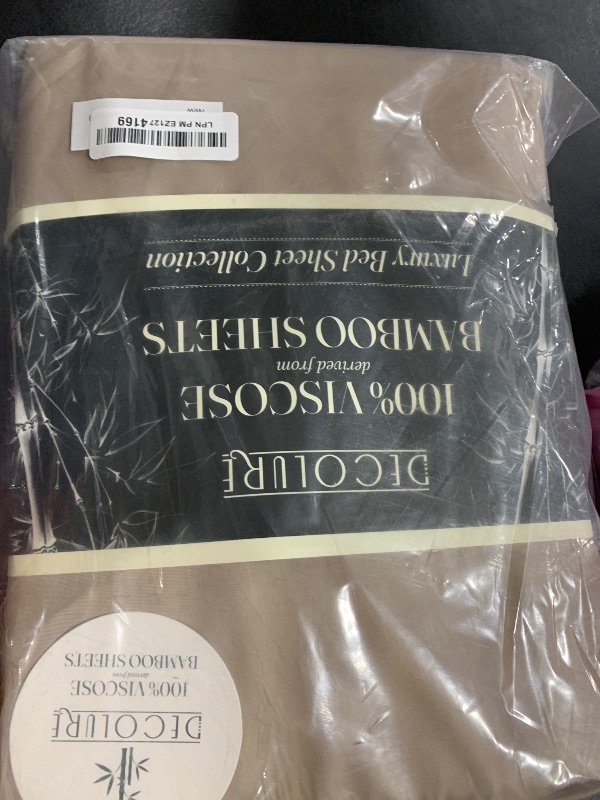 DECOLURE
100% VISCOSE
derived from
BAMBOO SHEETS
Luxury Bed Sheet Collection
DECOLURE
100% VISCOSE
derived from
BAMBOO SHEETS
LPN PM EZ127 4169